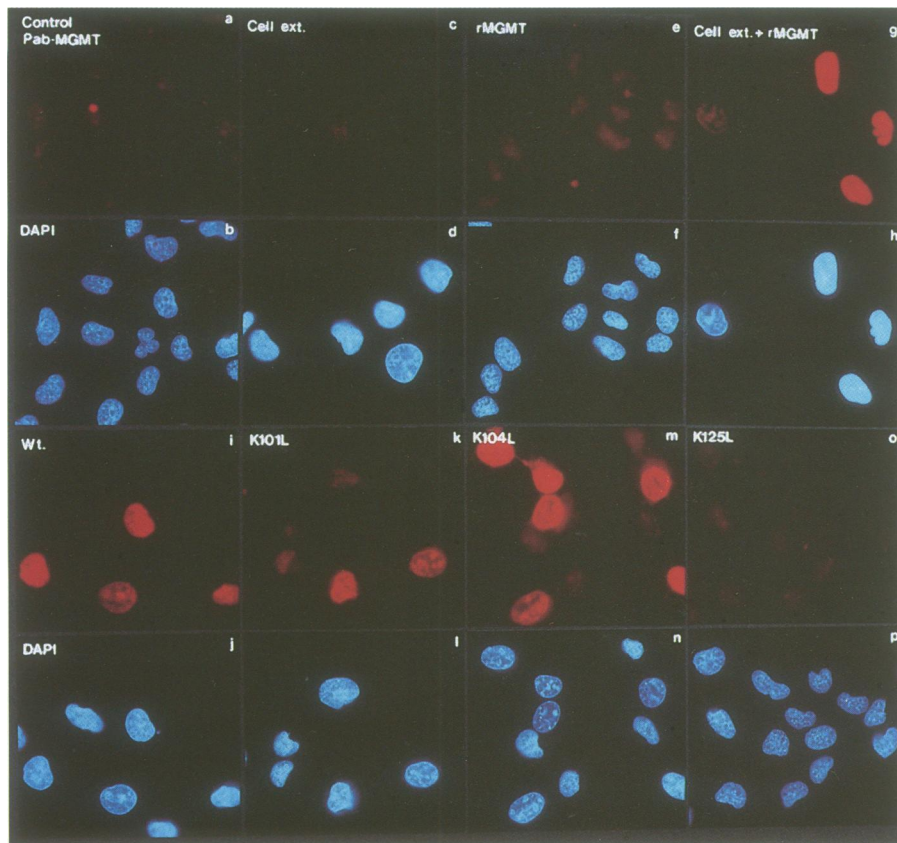 Control
Pab-MGMT
a
Cell ext.
c
rMGMT
e
Cell ext. + rMGMT
g
DAPI
b
d
f
h
Wt.
i
K101L
k
K104L
m
K125L
o
DAPI
j
l
n
p